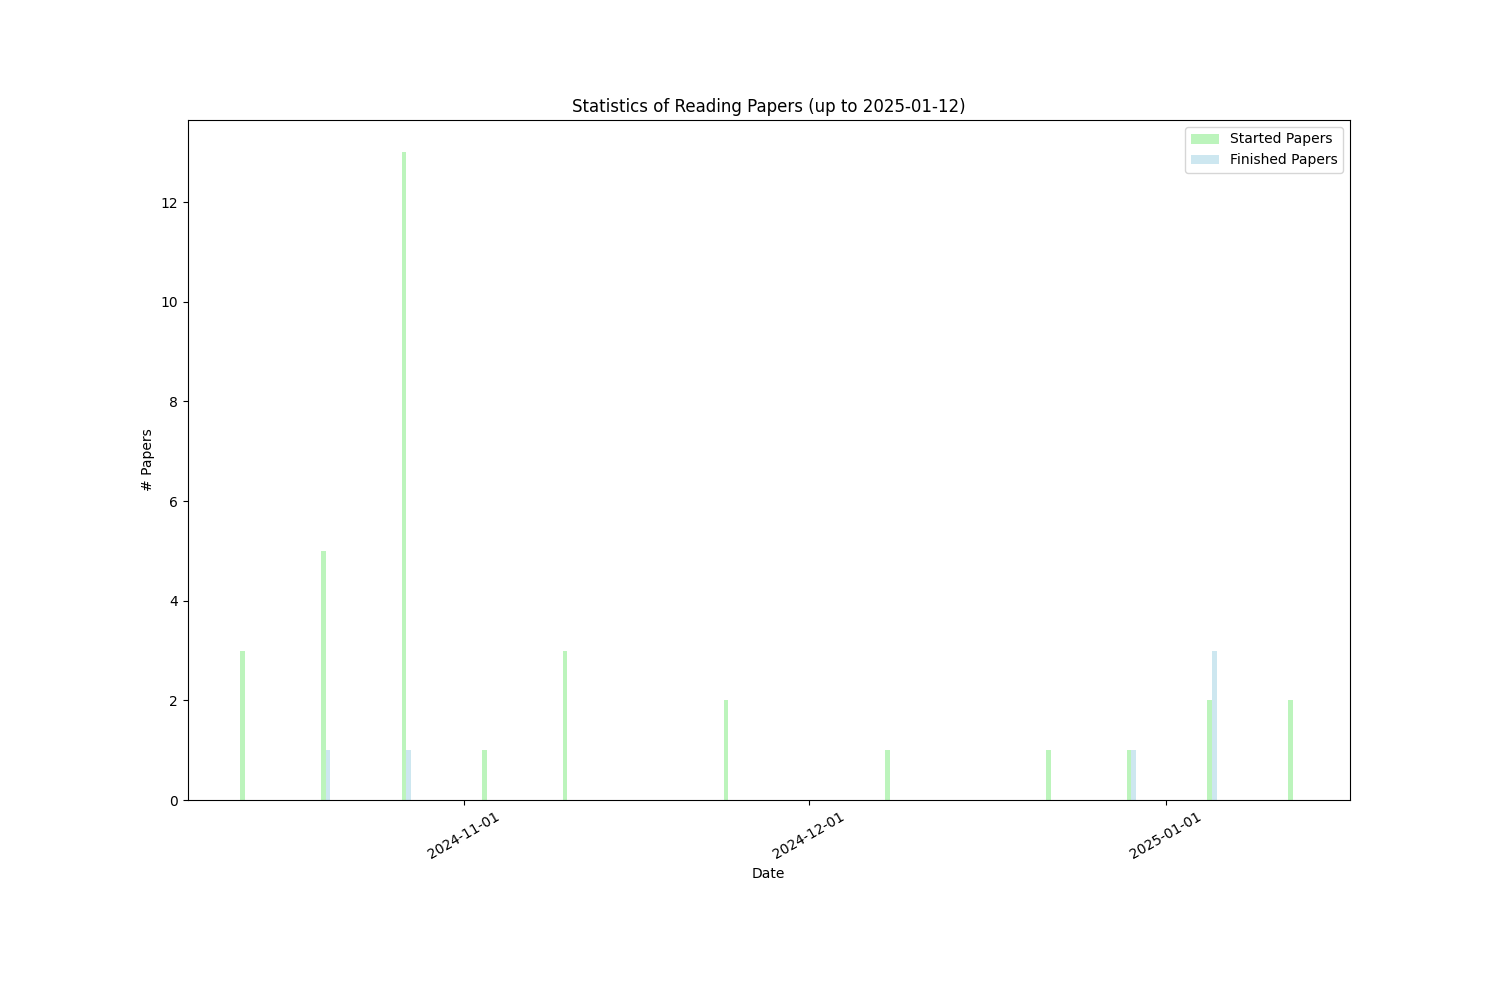 Statistics of Reading Papers (up to 2025-01-12)
Started Papers
Finished Papers
12
10
8
6
4
2
0
# Papers
2024-11-01
2024-12-01
2025-01-01
Date